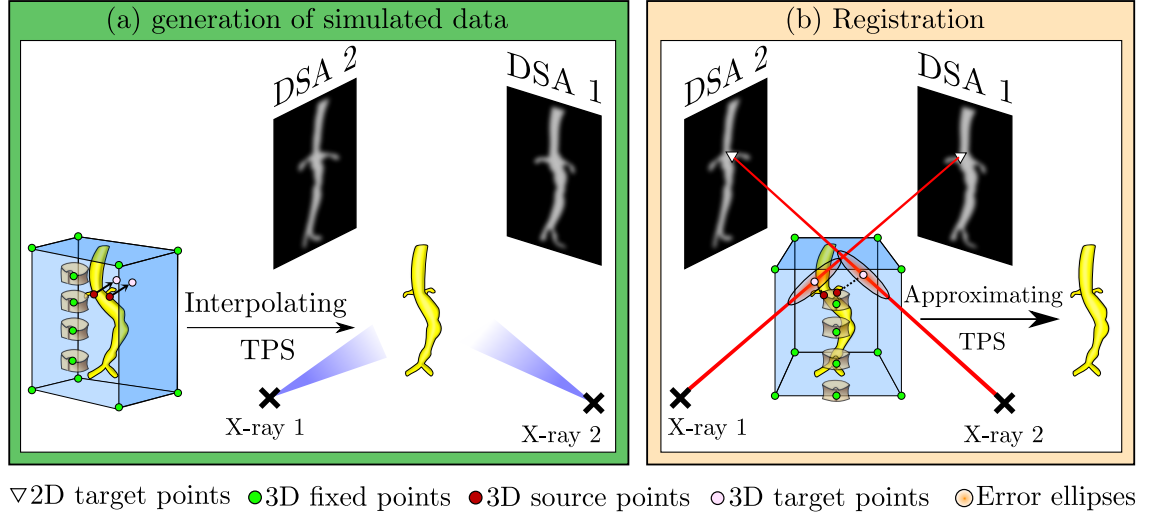 (a) generation of simulated data
DSA 2
DSA 1
Interpolating
TPS
X-ray 1
X-ray 2
(b) Registration
DSA 2
DSA 1
Approximating
TPS
X-ray 1
X-ray 2
▽2D target points 3D fixed points 3D source points 3D target points Error ellipses